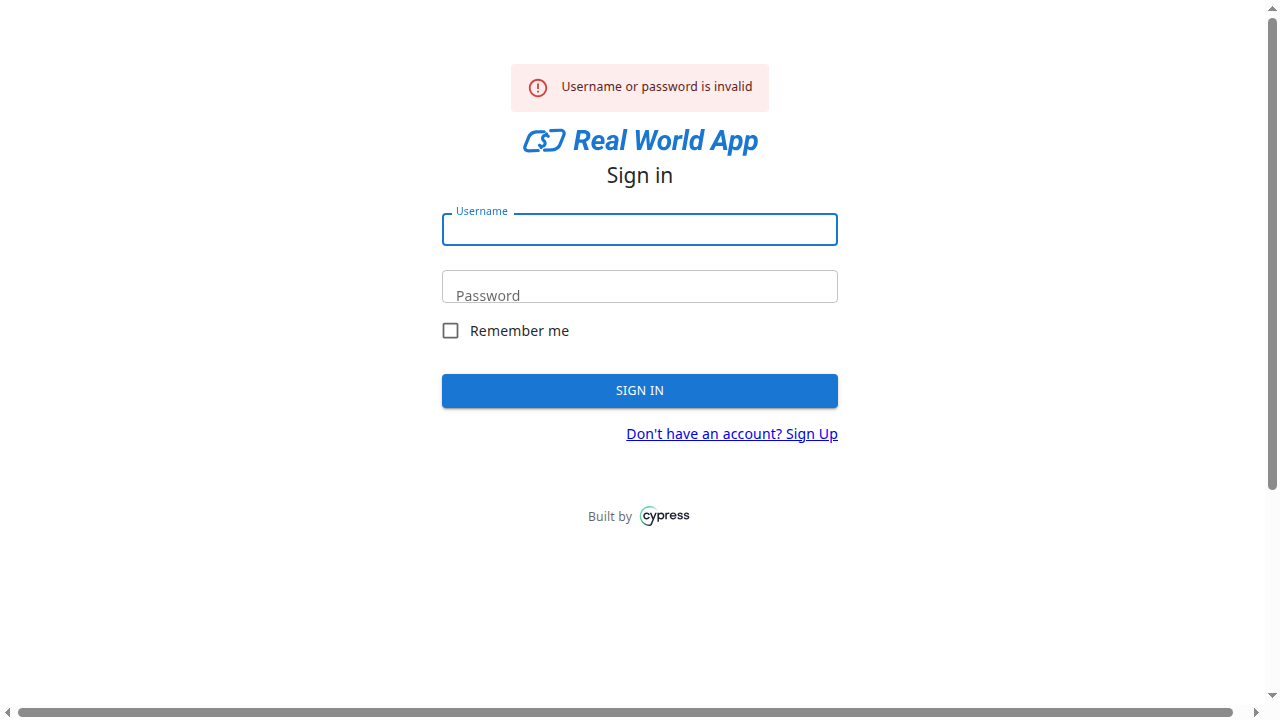 Username or password is invalid
Real World App
Sign in
Username
Password
Remember me
SIGN IN
Don't have an account? Sign Up
Built by cypress